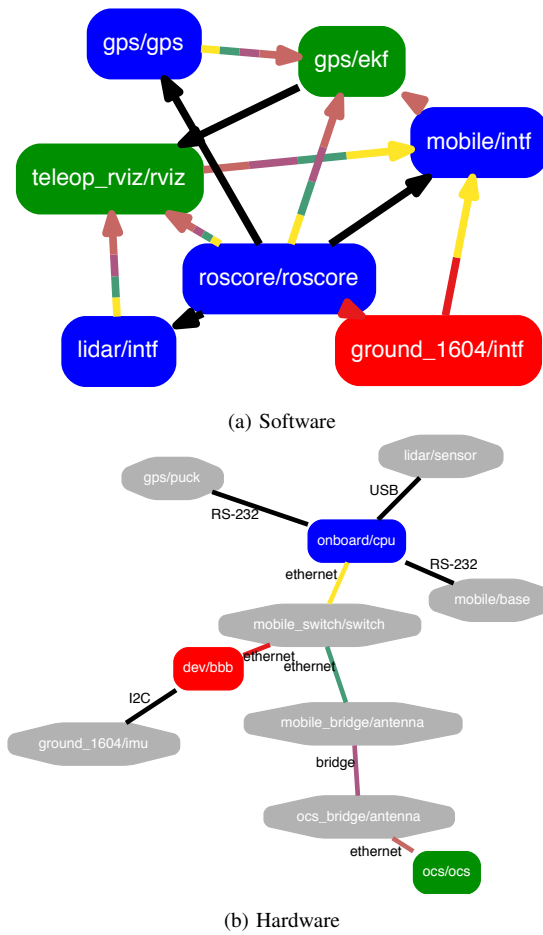 gps/gps
gps/ekf
mobile/intf
teleop_rviz/rviz
roscore/roscore
lidar/intf
ground_1604/intf
(a) Software
lidar/sensor
gps/puck
USB
RS-232
onboard/cpu
RS-232
ethernet
mobile/base
mobile_switch/switch
ethernet
ethernet
dev/bbb
I2C
mobile_bridge/antenna
ground_1604/imu
bridge
ocs_bridge/antenna
ethernet
ocs/ocs
(b) Hardware